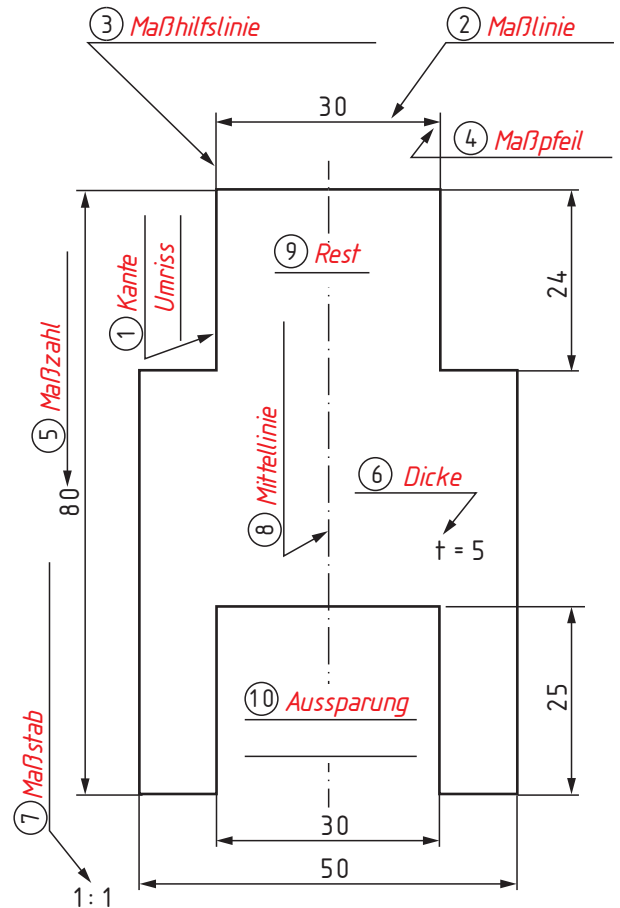 3 Maßhilfslinie
2 Maßlinie
30
4 Maßpfeil
9 Rest
1 Kante
Umriss
24
5 Maßzahl
8 Mittellinie
6 Dicke
80
t = 5
10 Aussparung
25
7 Maßstab
30
50
1:1